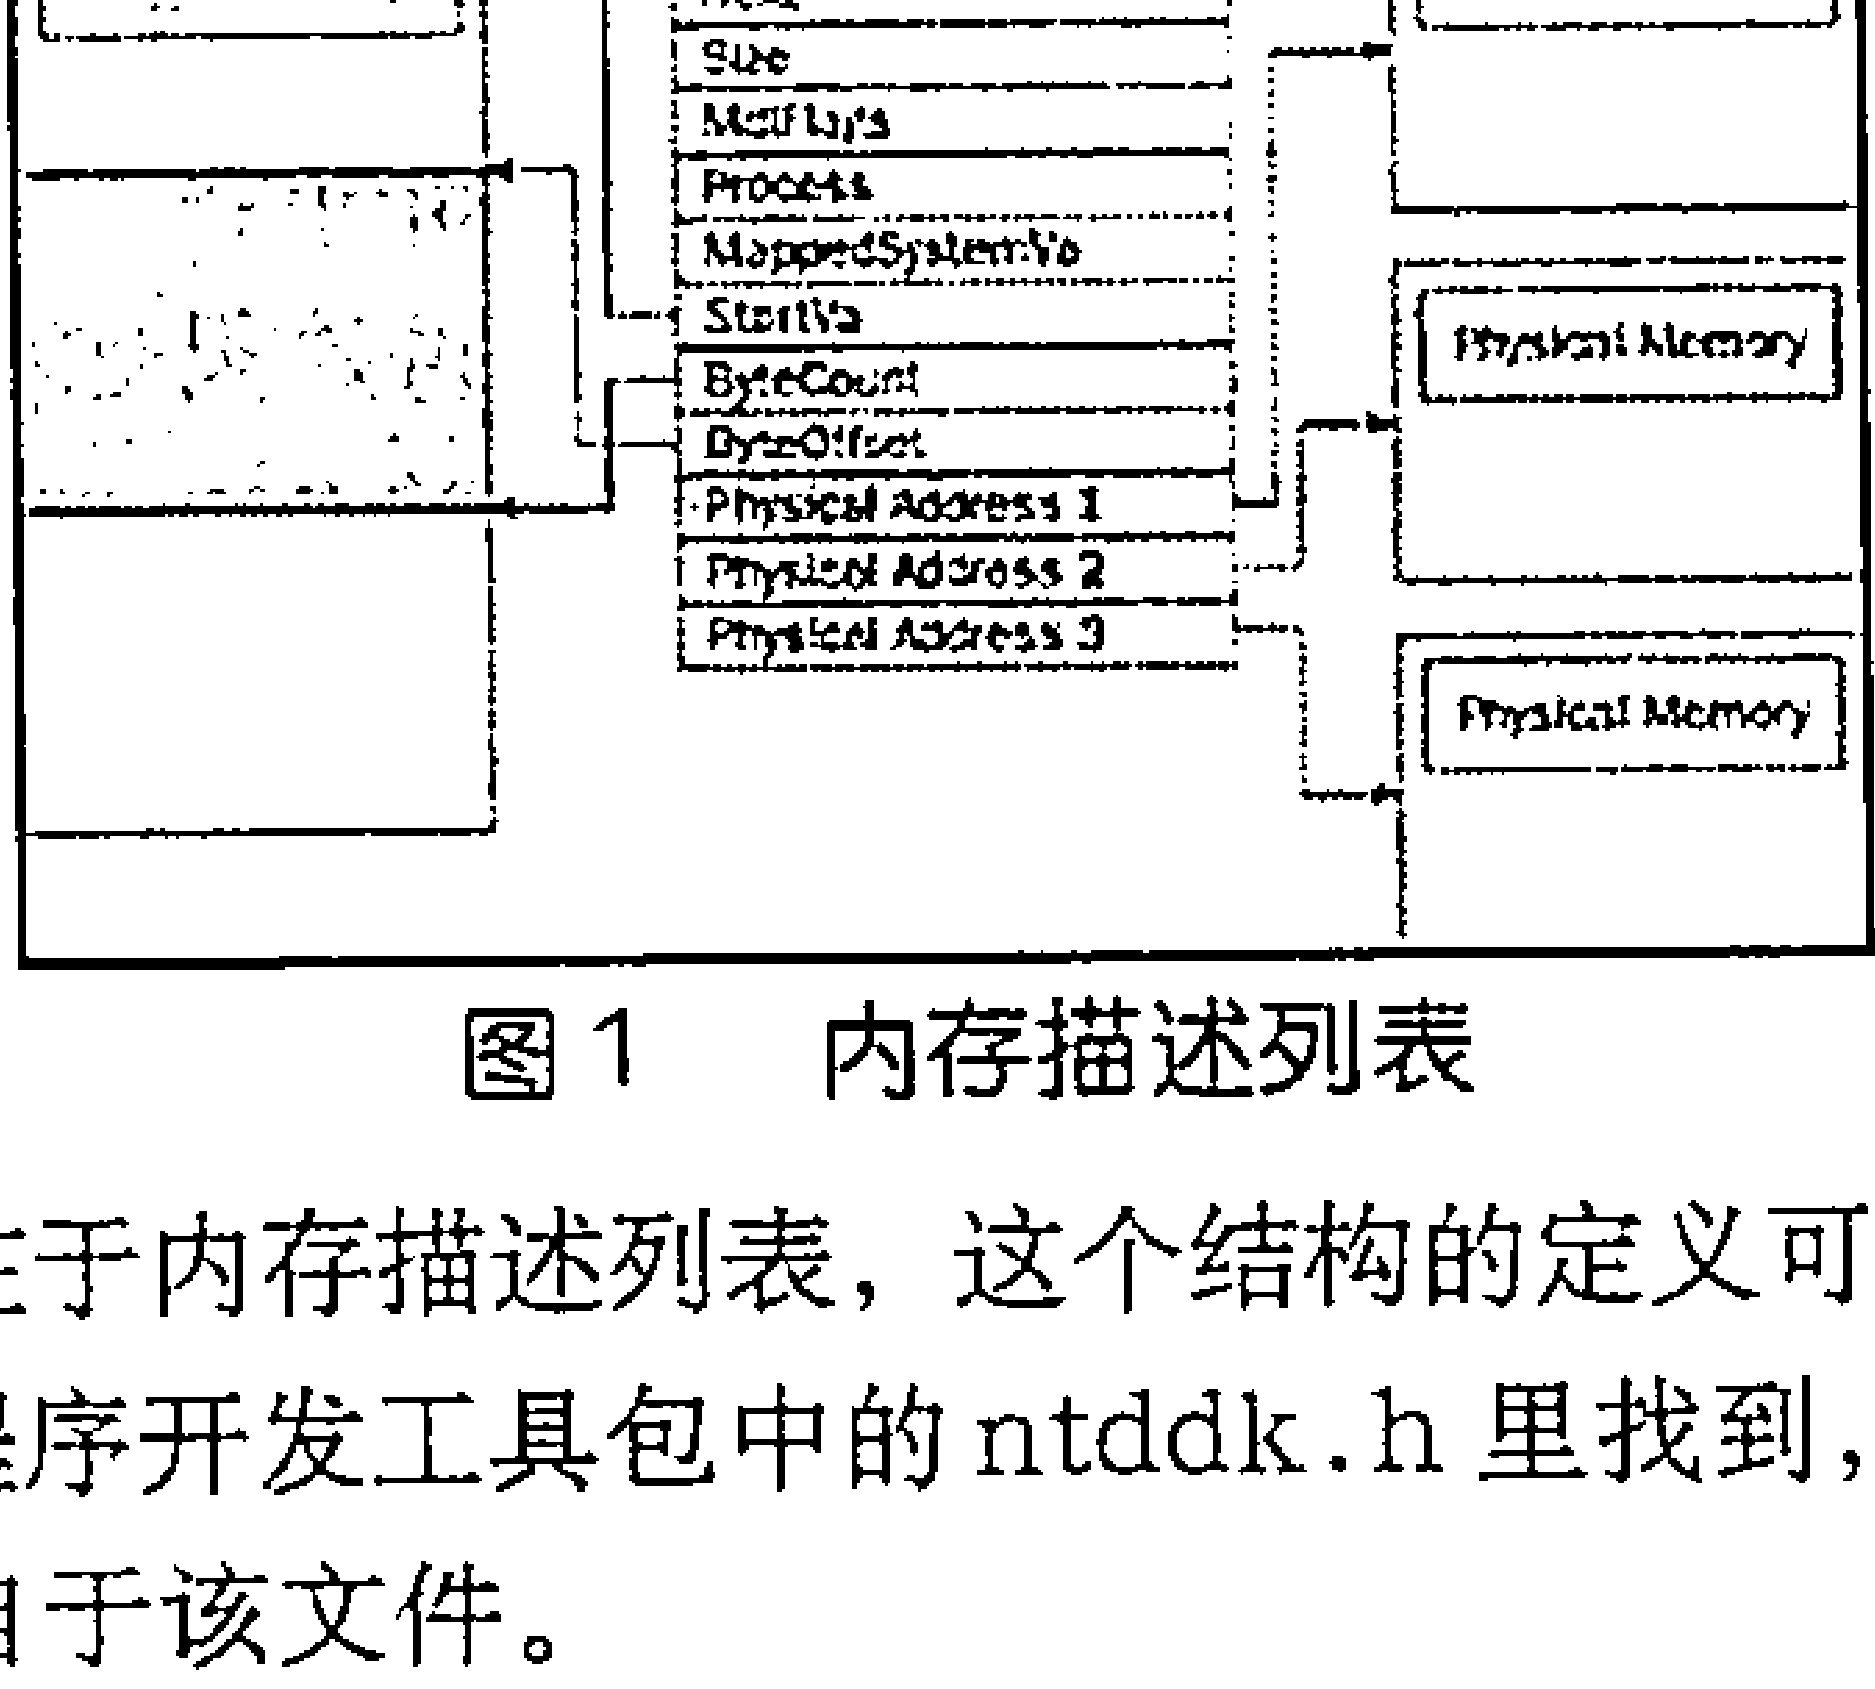 Size
MdlFlags
Process
MappedSystemVa
StartVa
ByteCount
ByteOffset
Physical Address 1
Physical Address 2
Physical Address 3
Physical Memory
Physical Memory
图1 内存描述列表
于内存描述列表，这个结构的定义可
序开发工具包中的 ntddk.h 里找到，
于该文件。